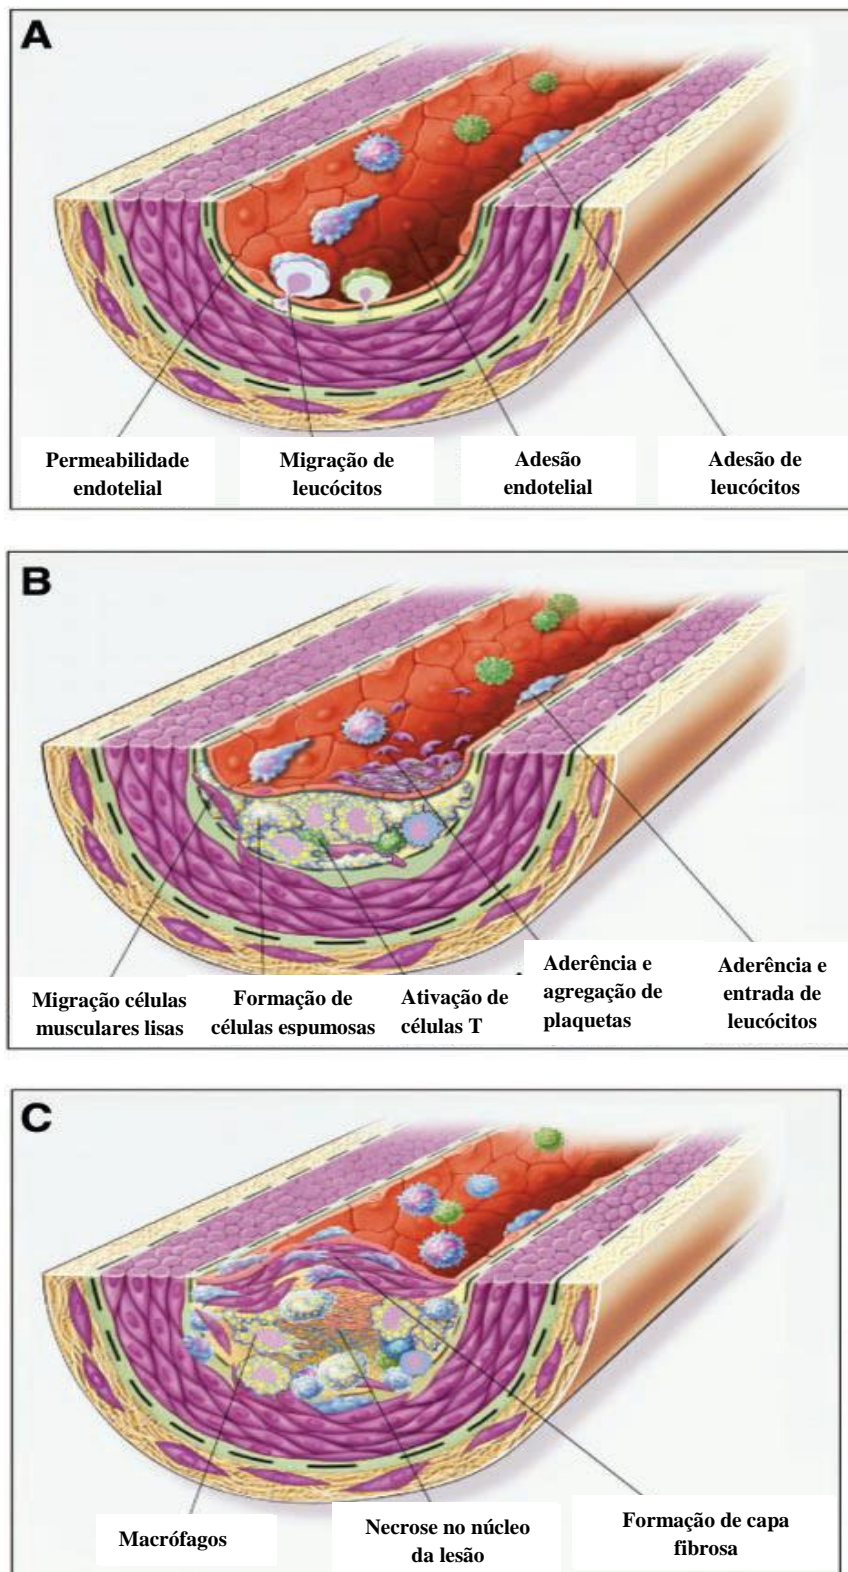 A
Permeabilidade
endotelial
Migração de
leucócitos
Adesão
endotelial
Adesão de
leucócitos
B
Migração células
musculares lisas
Formação de
células espumosas
Ativação de
células T
Aderência e
agregação de
plaquetas
Aderência e
entrada de
leucócitos
C
Macrófagos
Necrose no núcleo
da lesão
Formação de capa
fibrosa